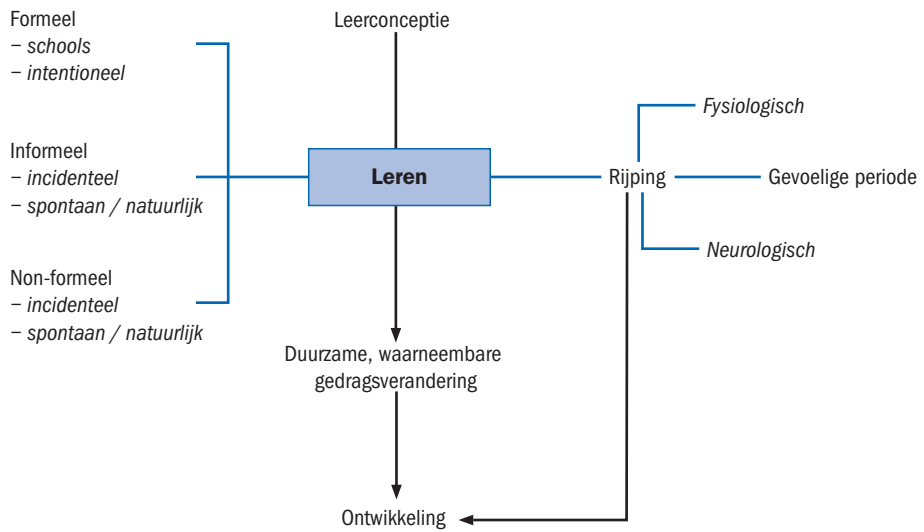 Formeel
– schools
– intentioneel
Informeel
– incidenteel
– spontaan / natuurlijk
Non-formeel
– incidenteel
– spontaan / natuurlijk
Leerconceptie
Leren
Duurzame, waarneembare
gedragsverandering
Ontwikkeling
Fysiologisch
Rijping
Gevoelige periode
Neurologisch